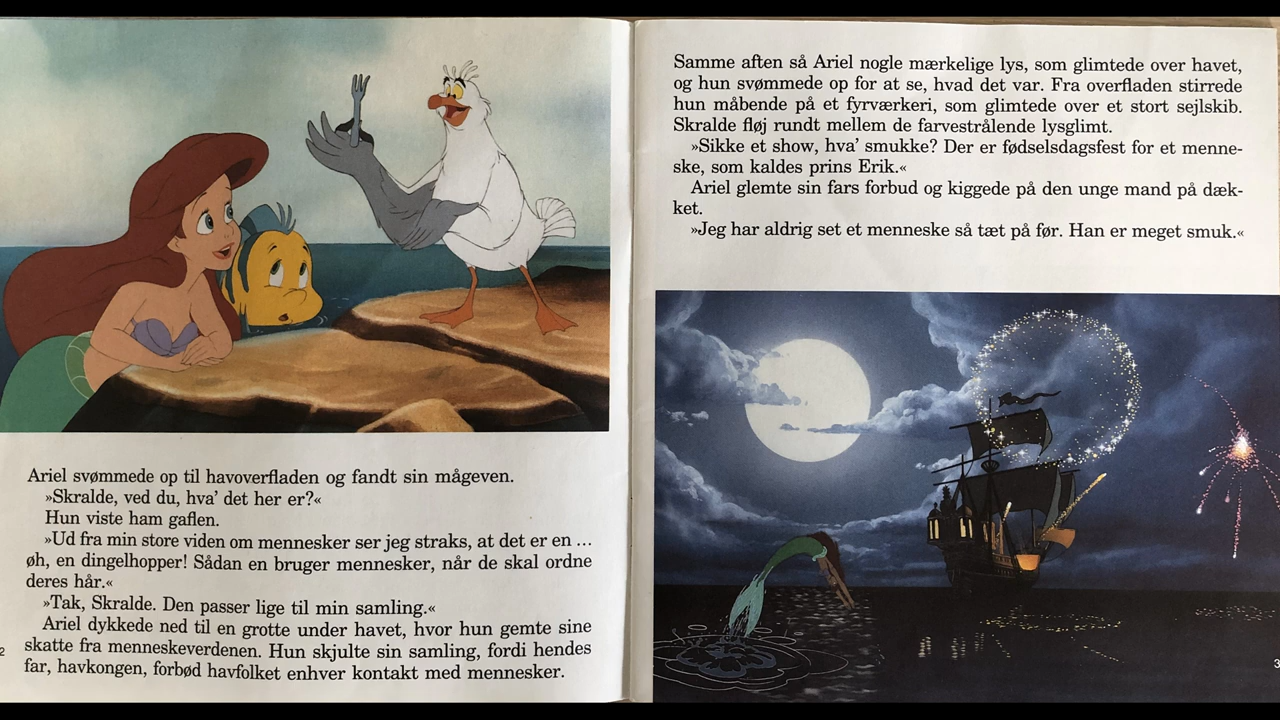 Ariel svømmede op til havoverfladen og fandt sin mågeven.
»Skralde, ved du, hva’ det her er?«
Hun viste ham gaflen.
»Ud fra min store viden om mennesker ser jeg straks, at det er en ...
øh, en dingelhopper! Sådan en bruger mennesker, når de skal ordne
deres hår.«
»Tak, Skralde. Den passer lige til min samling.«
Ariel dykkede ned til en grotte under havet, hvor hun gemte sine
skatte fra menneskeverdenen. Hun skjulte sin samling, fordi hendes
far, havkongen, forbød havfolket enhver kontakt med mennesker.
2
Samme aften så Ariel nogle mærkelige lys, som glimtede over havet,
og hun svømmede op for at se, hvad det var. Fra overfladen stirrede
hun måbende på et fyrværkeri, som glimtede over et stort sejlskib.
Skralde fløj rundt mellem de farvestrålende lysglimt.
»Sikke et show, hva’ smukke? Der er fødselsdagsfest for et menne-
ske, som kaldes prins Erik.«
Ariel glemte sin fars forbud og kiggede på den unge mand på dæk-
ket.
»Jeg har aldrig set et menneske så tæt på før. Han er meget smuk.«
3